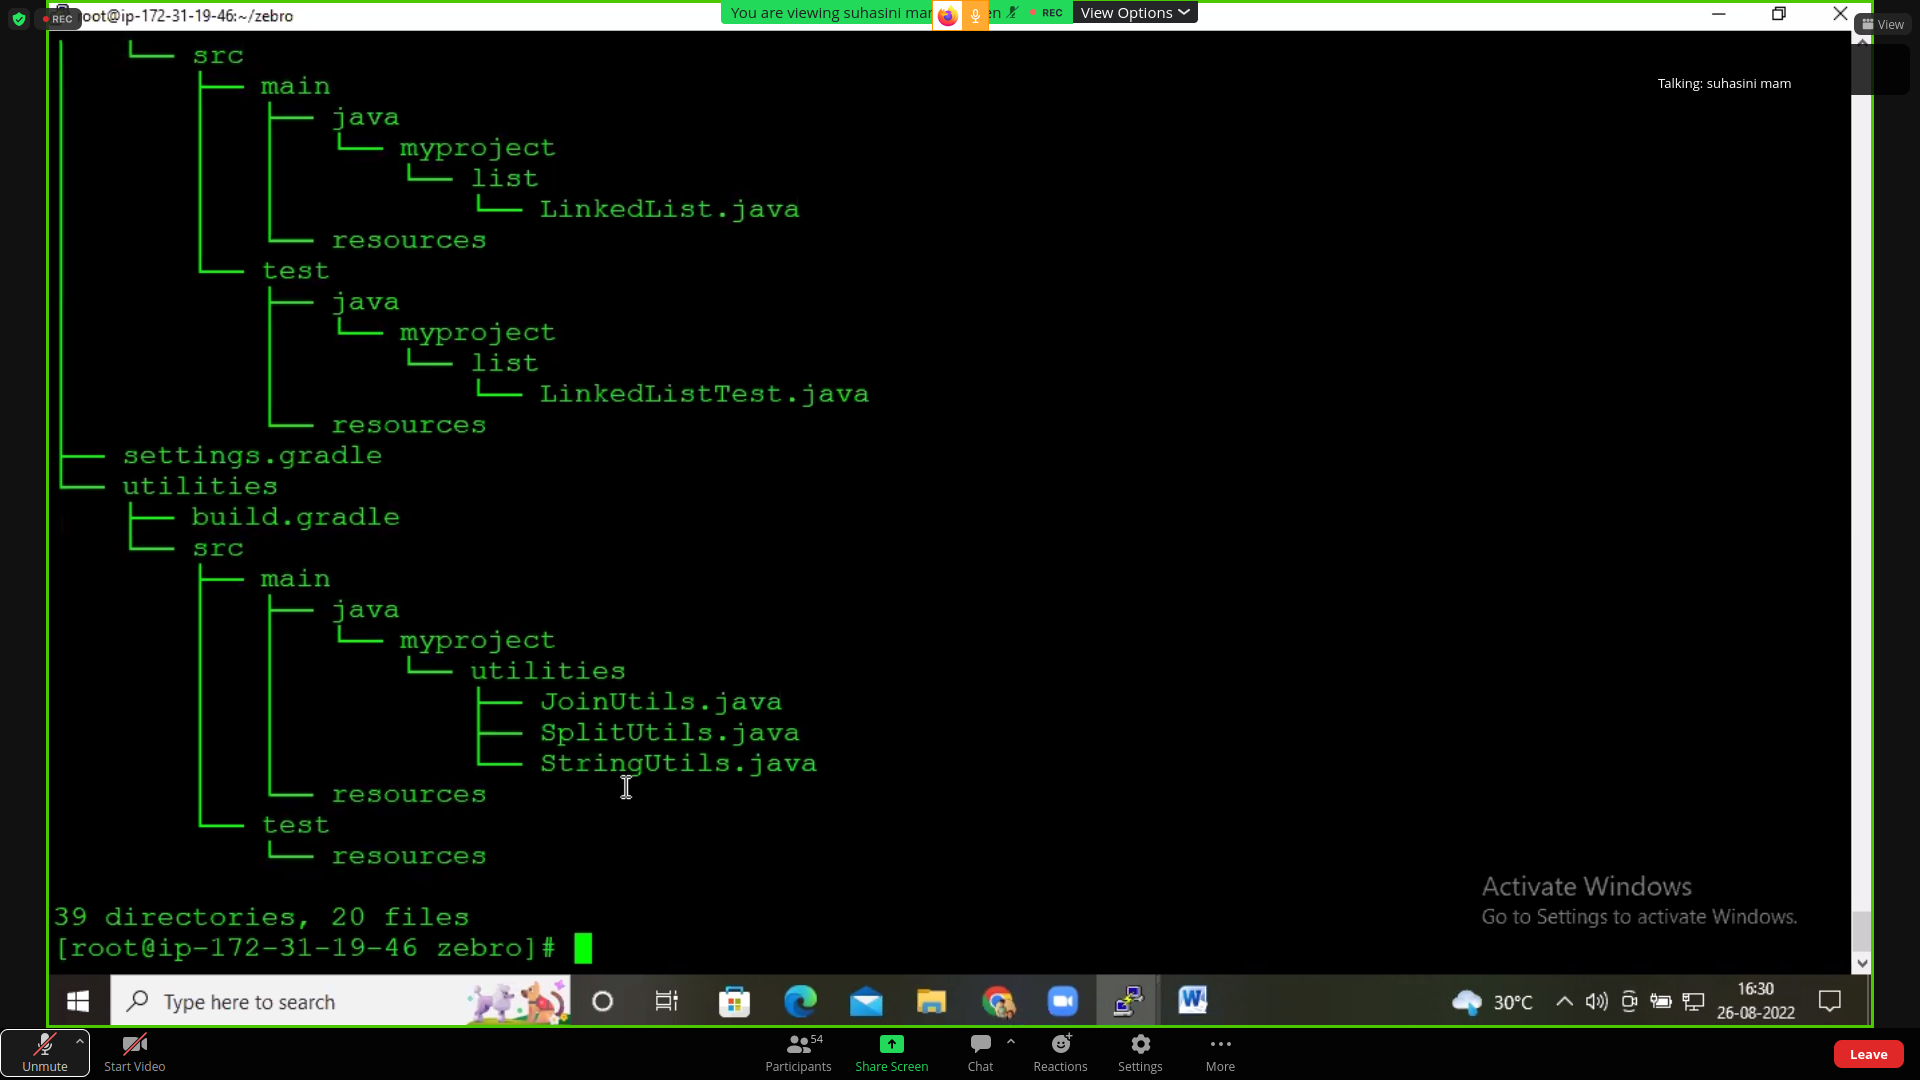 REC
root@ip-172-31-19-46:~/zebro
You are viewing suhasini mam
REC
View Options
View
Talking: suhasini mam
└── src
├── main
├── java
└── myproject
└── list
└── LinkedList.java
└── resources
└── test
├── java
└── myproject
└── list
└── LinkedListTest.java
└── resources
├── settings.gradle
└── utilities
├── build.gradle
└── src
├── main
├── java
└── myproject
└── utilities
├── JoinUtils.java
├── SplitUtils.java
└── StringUtils.java
└── resources
└── test
└── resources
39 directories, 20 files
[root@ip-172-31-19-46 zebro]#
Activate Windows
Go to Settings to activate Windows.
Type here to search
30°C
16:30
26-08-2022
Unmute
Start Video
54
Participants
Share Screen
Chat
Reactions
Settings
More
Leave